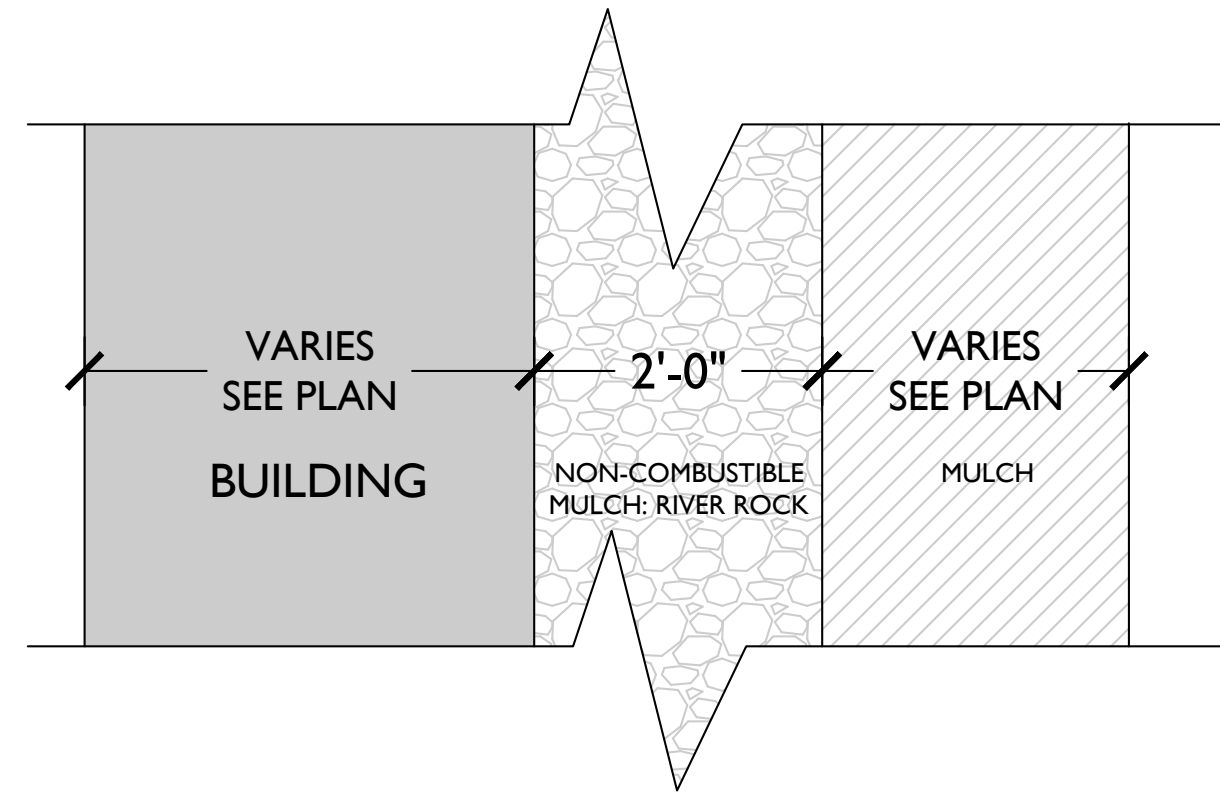 VARIES
SEE PLAN
BUILDING
2'-0"
NON-COMBUSTIBLE
MULCH: RIVER ROCK
VARIES
SEE PLAN
MULCH